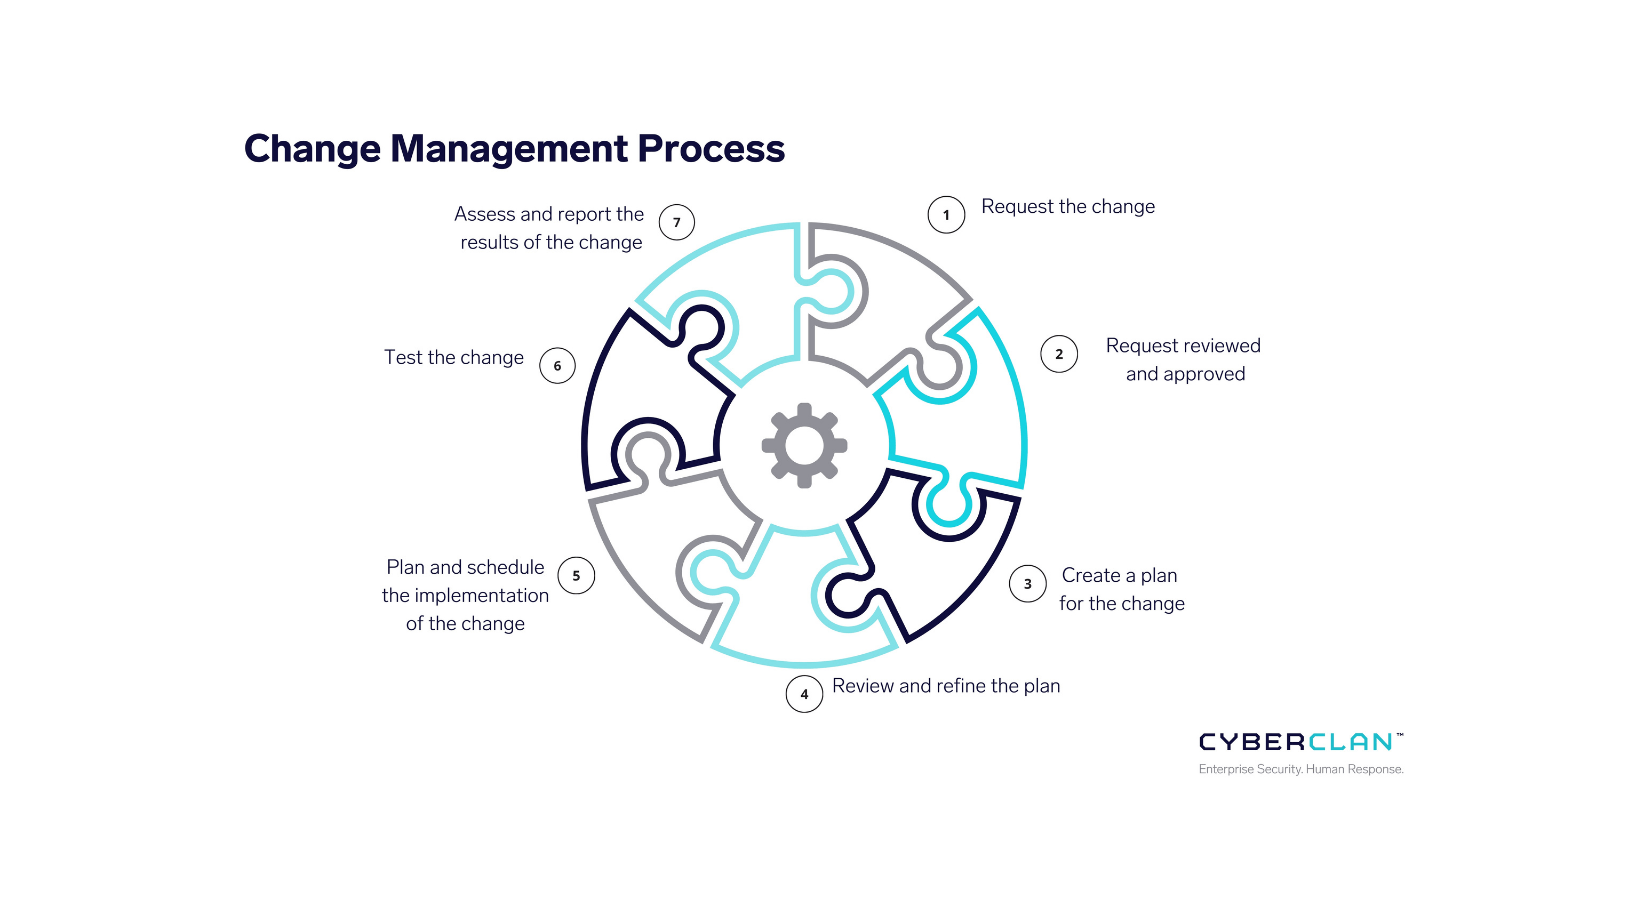 Change Management Process
1
Request the change
2
Request reviewed
and approved
3
Create a plan
for the change
4
Review and refine the plan
5
Plan and schedule
the implementation
of the change
6
Test the change
7
Assess and report the
results of the change
CYBERCLAN™
Enterprise Security. Human Response.